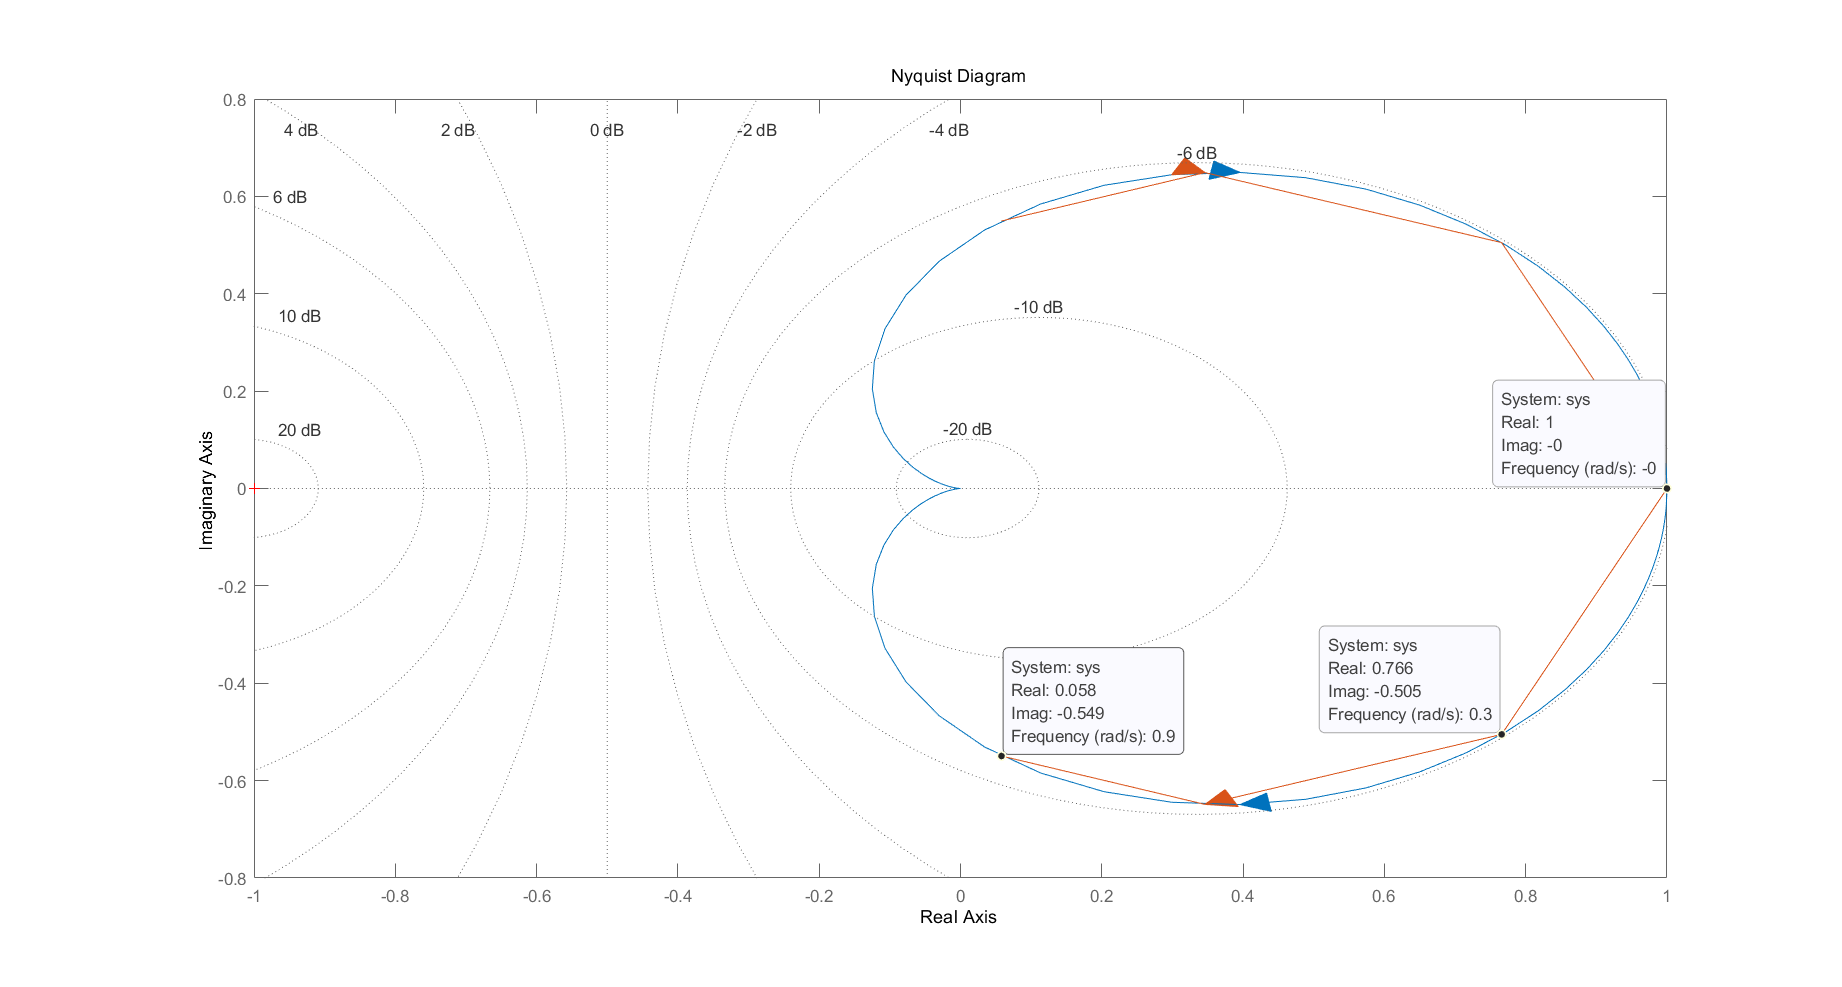 Nyquist Diagram
0.8
4 dB
2 dB
0 dB
-2 dB
-4 dB
-6 dB
0.6
6 dB
0.4
10 dB
-10 dB
0.2
20 dB
-20 dB
System: sys
Real: 1
Imag: -0
Frequency (rad/s): -0
Imaginary Axis
0
-0.2
System: sys
Real: 0.766
Imag: -0.505
Frequency (rad/s): 0.3
System: sys
Real: 0.058
Imag: -0.549
Frequency (rad/s): 0.9
-0.4
-0.6
-0.8
-1
-0.8
-0.6
-0.4
-0.2
0
0.2
0.4
0.6
0.8
1
Real Axis